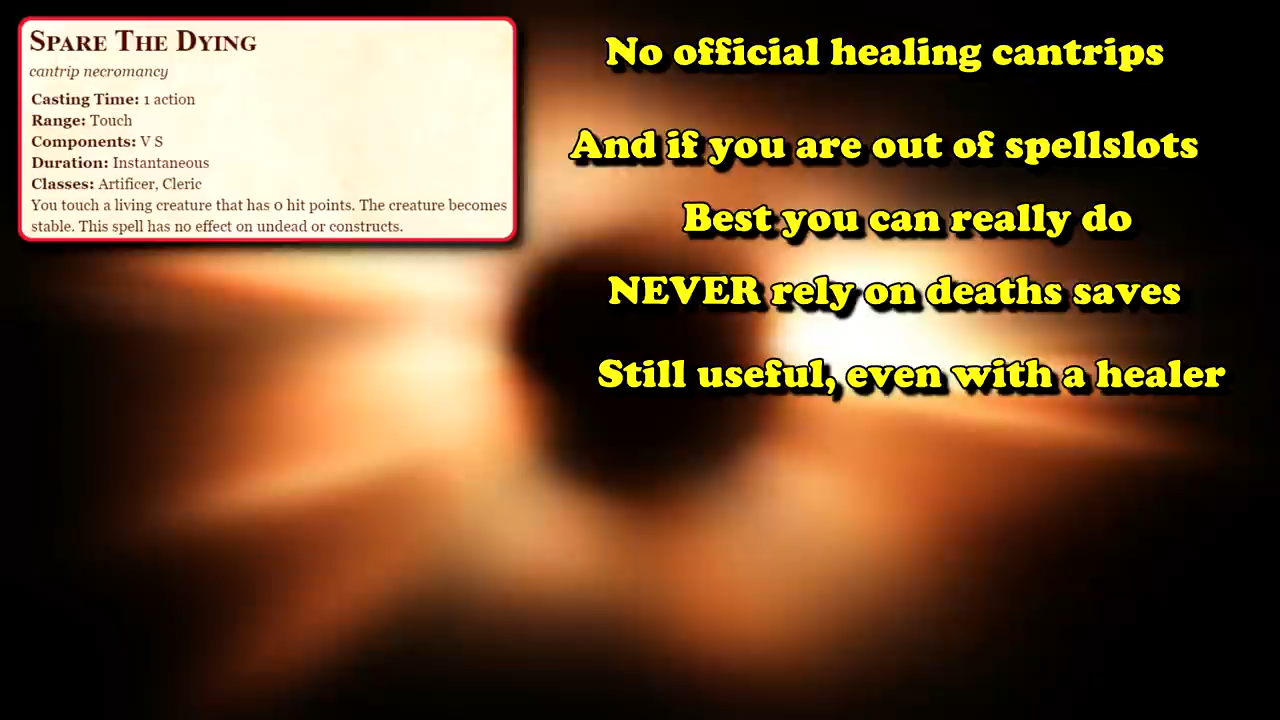 SPARE THE DYING
cantrip necromancy
Casting Time: 1 action
Range: Touch
Components: V S
Duration: Instantaneous
Classes: Artificer, Cleric
You touch a living creature that has 0 hit points. The creature becomes
stable. This spell has no effect on undead or constructs.
No official healing cantrips
And if you are out of spellslots
Best you can really do
NEVER rely on deaths saves
Still useful, even with a healer